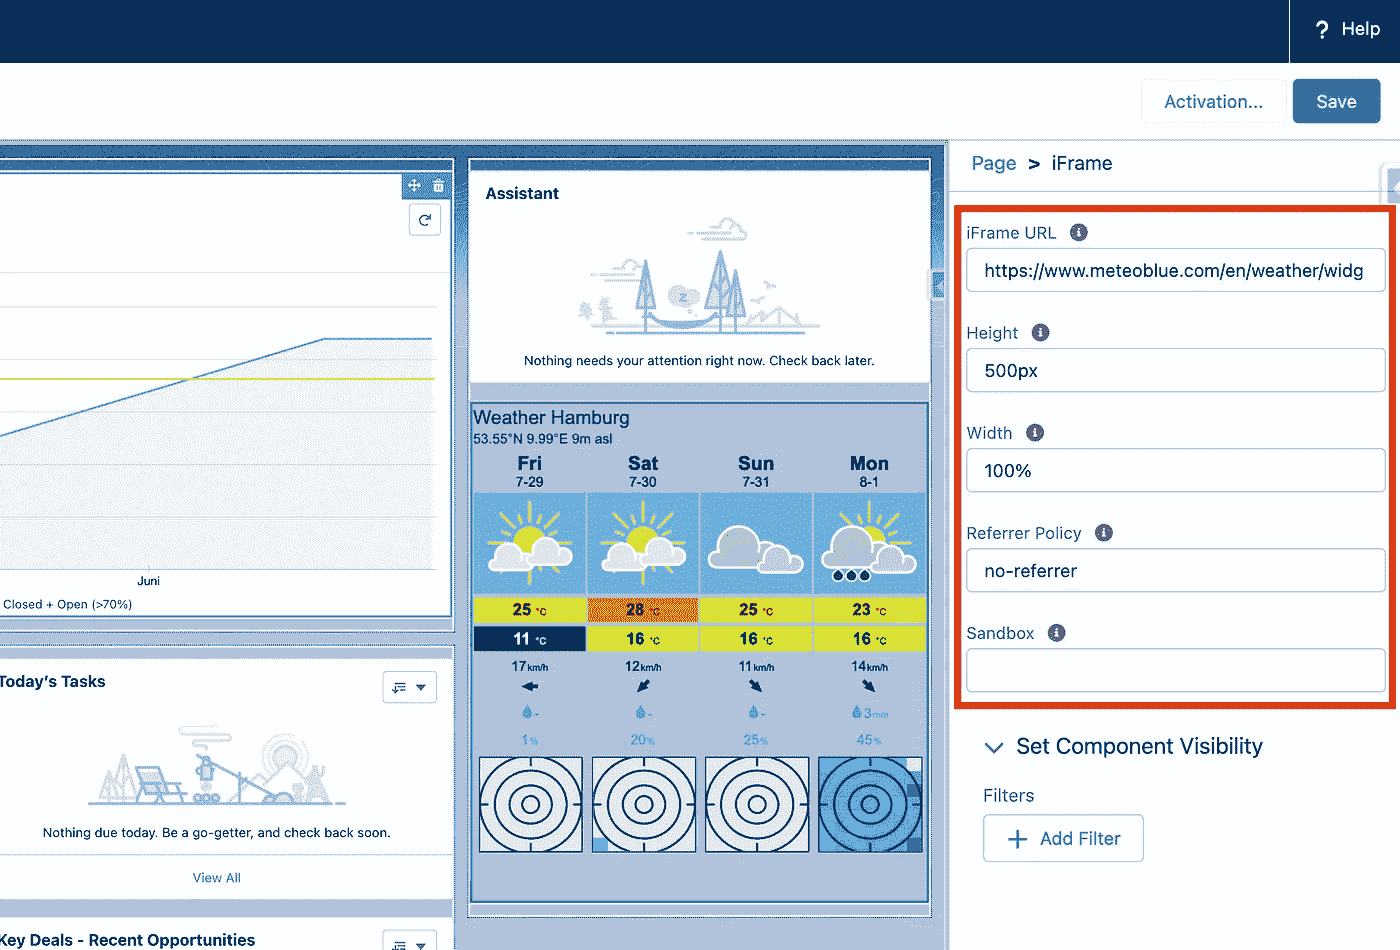 ? Help
Activation...
Save
Page > iFrame
Assistant
Nothing needs your attention right now. Check back later.
z
Juni
Closed + Open (>70%)
Today's Tasks
Nothing due today. Be a go-getter, and check back soon.
View All
Key Deals - Recent Opportunities
Weather Hamburg
53.55°N 9.99°E 9m asl
Fri Sat Sun Mon
7-29 7-30 7-31 8-1
25 °C 28 °C 25 °C 23 °C
11 °C 16 °C 16 °C 16 °C
17 km/h 12 km/h 11 km/h 14 km/h
- - - 3mm
1% 20% 25% 45%
iFrame URL i
https://www.meteoblue.com/en/weather/widg
Height i
500px
Width i
100%
Referrer Policy i
no-referrer
Sandbox i
Set Component Visibility
Filters
+ Add Filter